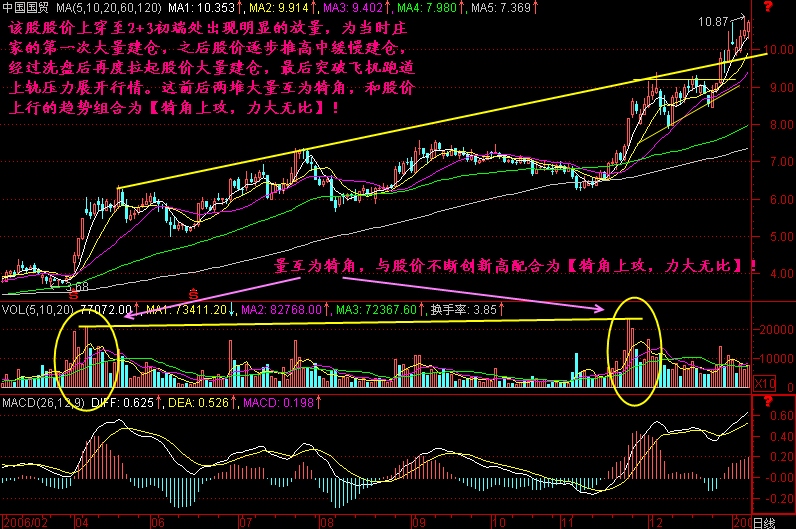 中国国贸 MA(5,10,20,60,120) MA1: 10.353↑, MA2: 9.914↑, MA3: 9.402↑, MA4: 7.980↑, MA5: 7.369↑
?
该股股价上穿至2+3初端处出现明显的放量，为当时庄
家的第一次大量建仓，之后股价逐步推高中缓慢建仓，
经过洗盘后再度拉起股价大量建仓，最后突破飞机跑道
上轨压力展开行情。这前后两堆大量互为犄角，和股价
上行的趋势组合为【犄角上攻，力大无比】！
10.87
10.00
9.00
8.00
7.00
6.00
5.00
4.00
量互为犄角，与股价不断创新高配合为【犄角上攻，力大无比】！
3.68
S
S
VOL(5,10,20) 77072.00↑, MA1: 73411.20↓, MA2: 82768.00↑, MA3: 72367.60↑, 换手率: 3.85↑
20000
10000
0
X10
MACD(26,12,9) DIFF: 0.625↑, DEA: 0.526↑, MACD: 0.198↑
?
0.60
0.40
0.20
-0.00
-0.20
2006/02 04 06 07 08 09 10 11 12 200 日线